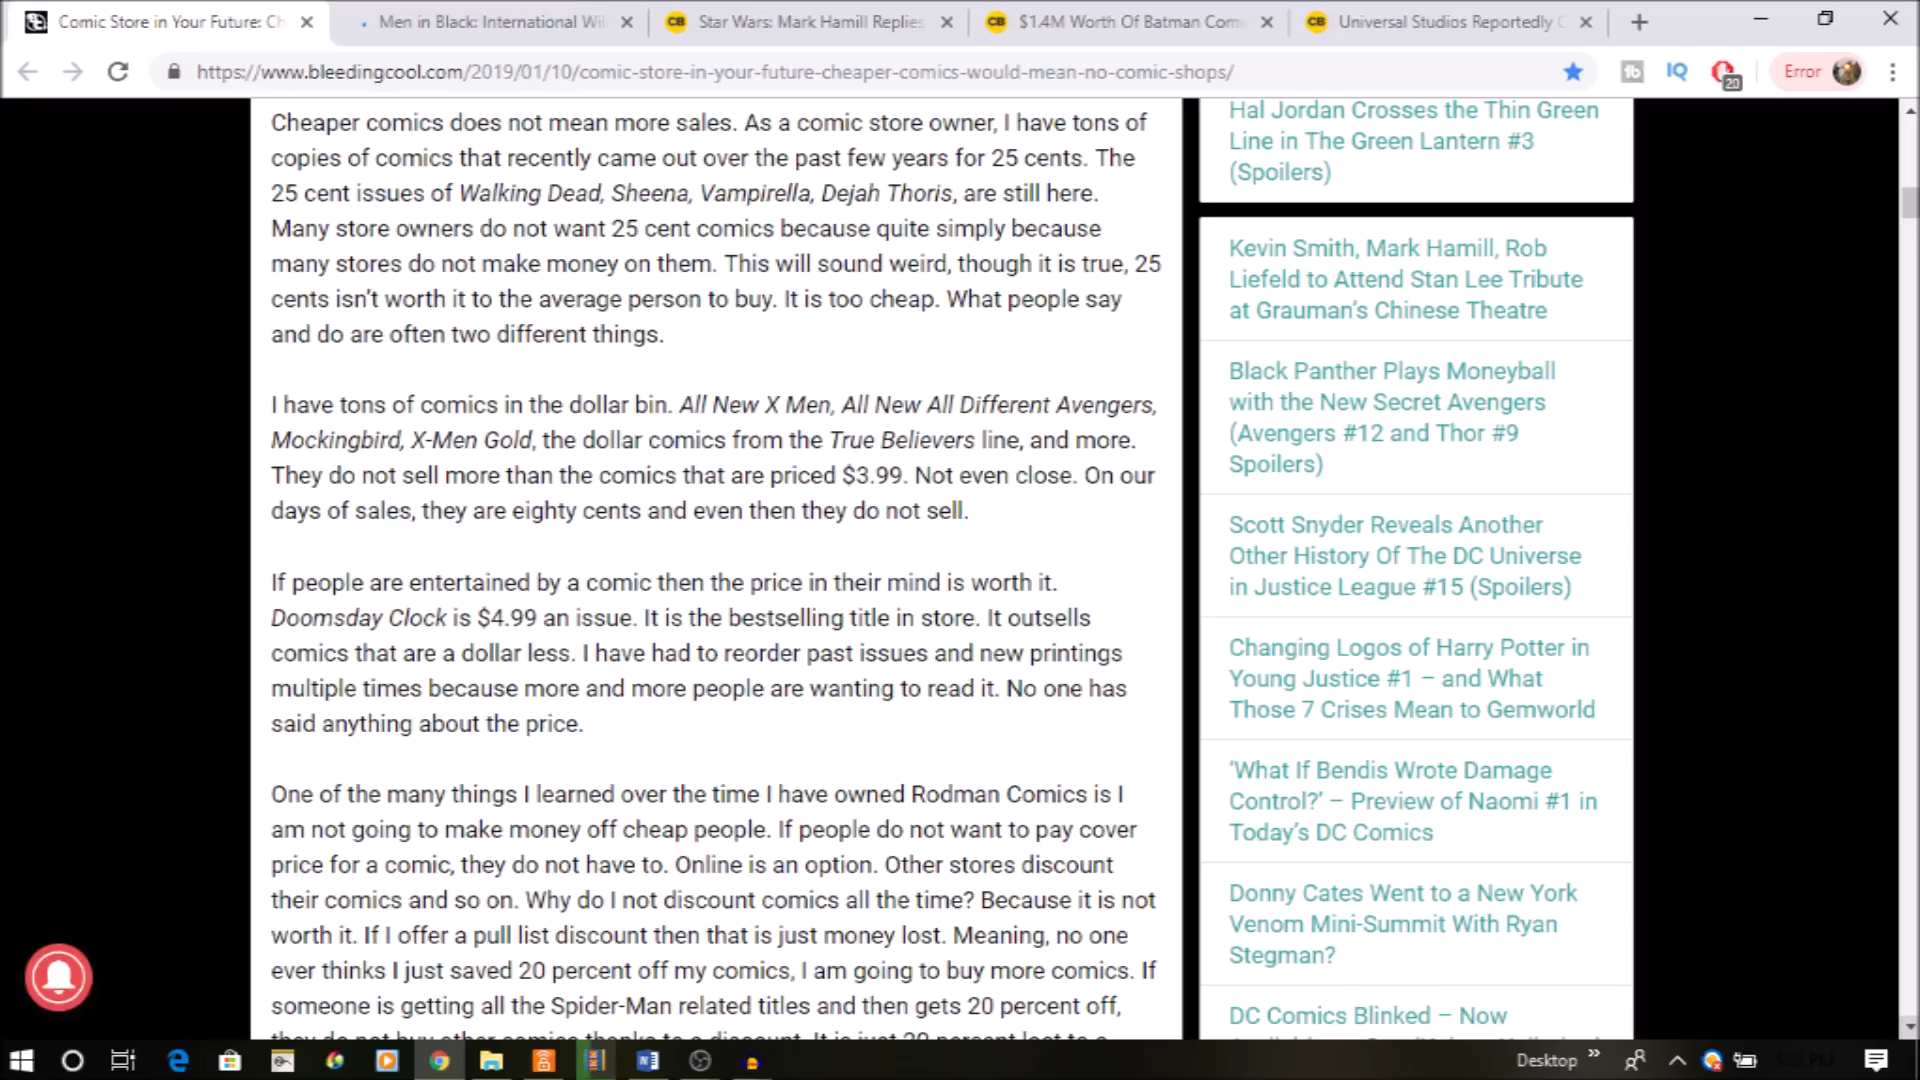 Comic Store in Your Future: Ch
Men in Black: International Wil
CB Star Wars: Mark Hamill Replies
CB $1.4M Worth Of Batman Com
CB Universal Studios Reportedly
https://www.bleedingcool.com/2019/01/10/comic-store-in-your-future-cheaper-comics-would-mean-no-comic-shops/
IQ
20
Error
Cheaper comics does not mean more sales. As a comic store owner, I have tons of
copies of comics that recently came out over the past few years for 25 cents. The
25 cent issues of Walking Dead, Sheena, Vampirella, Dejah Thoris, are still here.
Many store owners do not want 25 cent comics because quite simply because
many stores do not make money on them. This will sound weird, though it is true, 25
cents isn't worth it to the average person to buy. It is too cheap. What people say
and do are often two different things.
I have tons of comics in the dollar bin. All New X Men, All New All Different Avengers,
Mockingbird, X-Men Gold, the dollar comics from the True Believers line, and more.
They do not sell more than the comics that are priced $3.99. Not even close. On our
days of sales, they are eighty cents and even then they do not sell.
If people are entertained by a comic then the price in their mind is worth it.
Doomsday Clock is $4.99 an issue. It is the bestselling title in store. It outsells
comics that are a dollar less. I have had to reorder past issues and new printings
multiple times because more and more people are wanting to read it. No one has
said anything about the price.
One of the many things I learned over the time I have owned Rodman Comics is I
am not going to make money off cheap people. If people do not want to pay cover
price for a comic, they do not have to. Online is an option. Other stores discount
their comics and so on. Why do I not discount comics all the time? Because it is not
worth it. If I offer a pull list discount then that is just money lost. Meaning, no one
ever thinks I just saved 20 percent off my comics, I am going to buy more comics. If
someone is getting all the Spider-Man related titles and then gets 20 percent off,
they do not buy other comics thanks to a discount. It is just 20 percent lost to a
Hal Jordan Crosses the Thin Green
Line in The Green Lantern #3
(Spoilers)
Kevin Smith, Mark Hamill, Rob
Liefeld to Attend Stan Lee Tribute
at Grauman's Chinese Theatre
Black Panther Plays Moneyball
with the New Secret Avengers
(Avengers #12 and Thor #9
Spoilers)
Scott Snyder Reveals Another
Other History Of The DC Universe
in Justice League #15 (Spoilers)
Changing Logos of Harry Potter in
Young Justice #1 – and What
Those 7 Crises Mean to Gemworld
'What If Bendis Wrote Damage
Control?' – Preview of Naomi #1 in
Today's DC Comics
Donny Cates Went to a New York
Venom Mini-Summit With Ryan
Stegman?
DC Comics Blinked – Now
Desktop